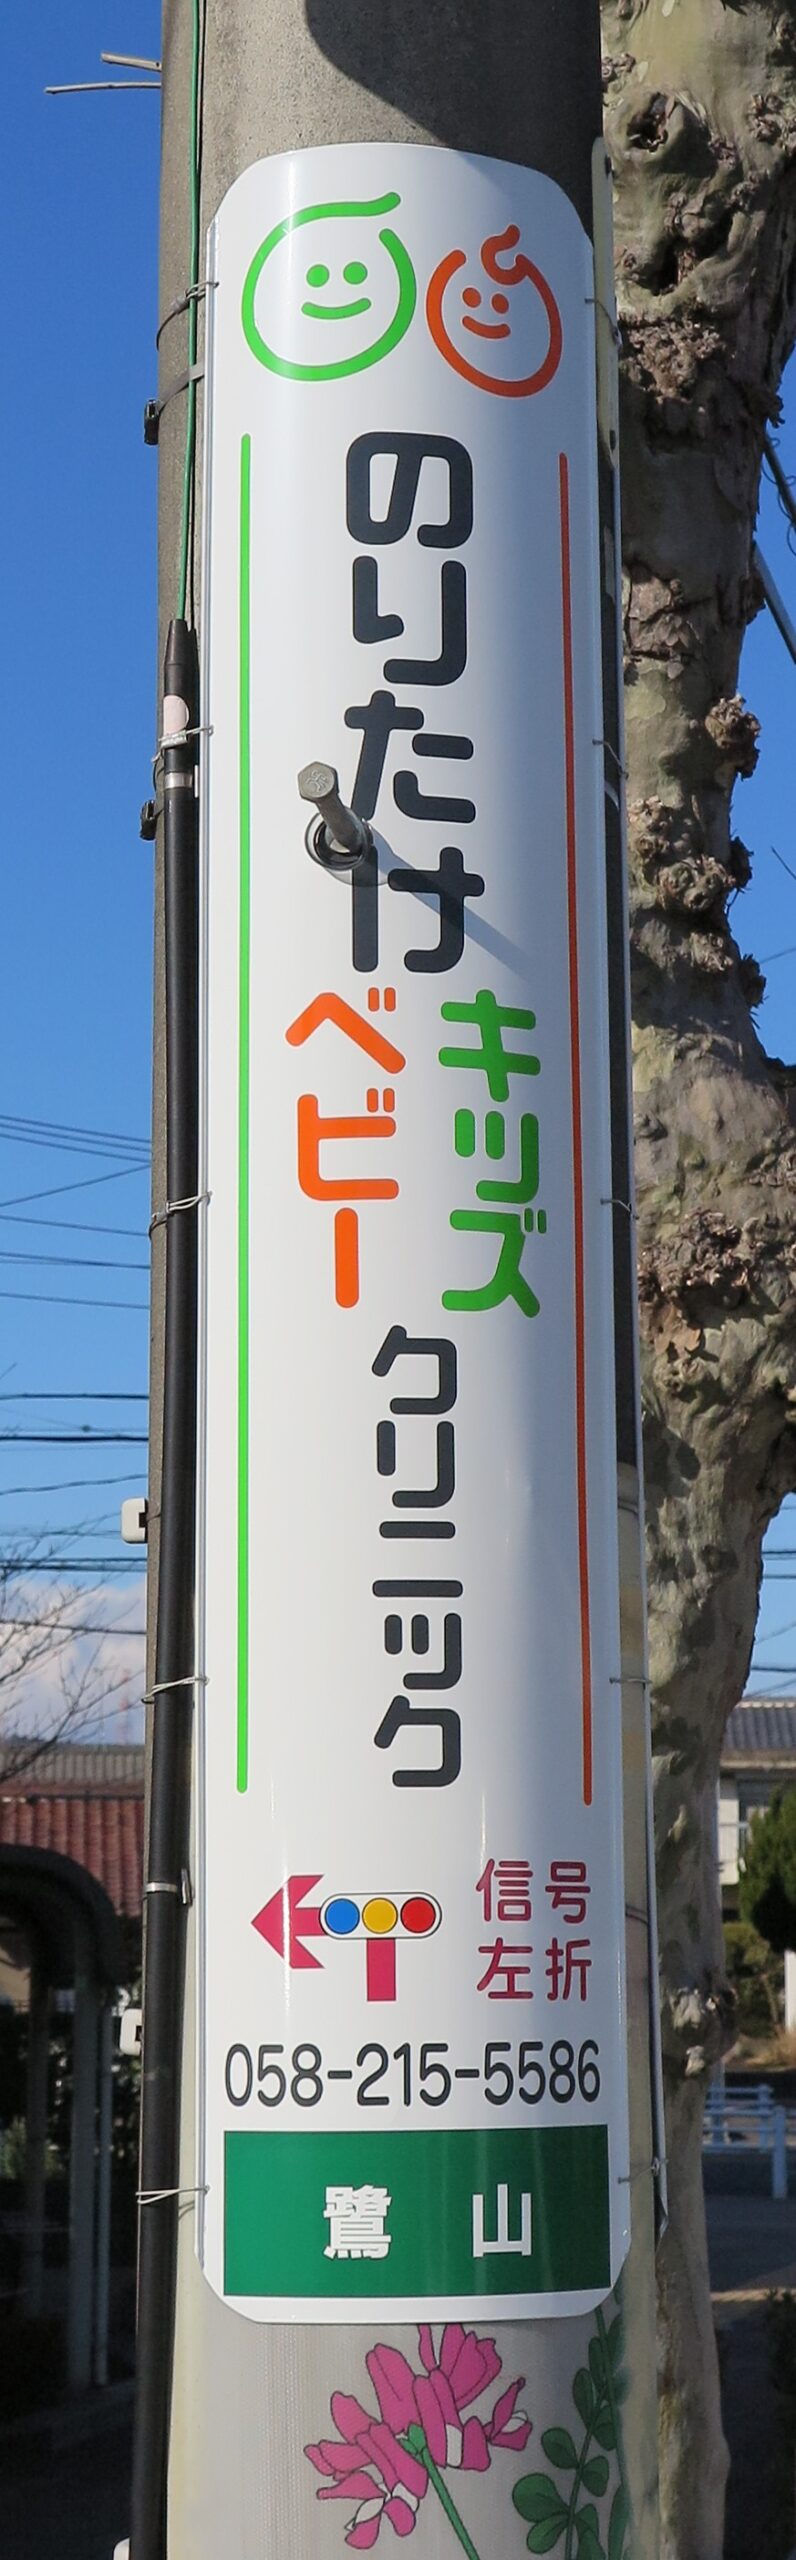 のりたけ
キッズ
ベビー
クリニック
信号
左折
058-215-5586
鷺山